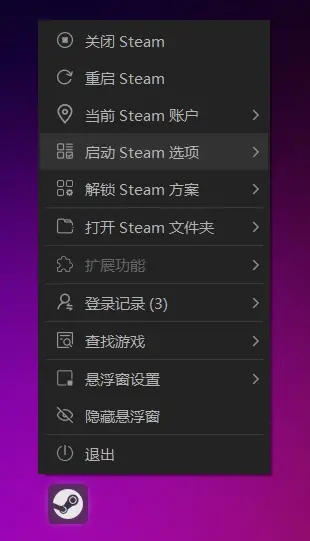 关闭 Steam
重启 Steam
当前 Steam 账户
启动 Steam 选项
解锁 Steam 方案
打开 Steam 文件夹
扩展功能
登录记录 (3)
查找游戏
悬浮窗设置
隐藏悬浮窗
退出